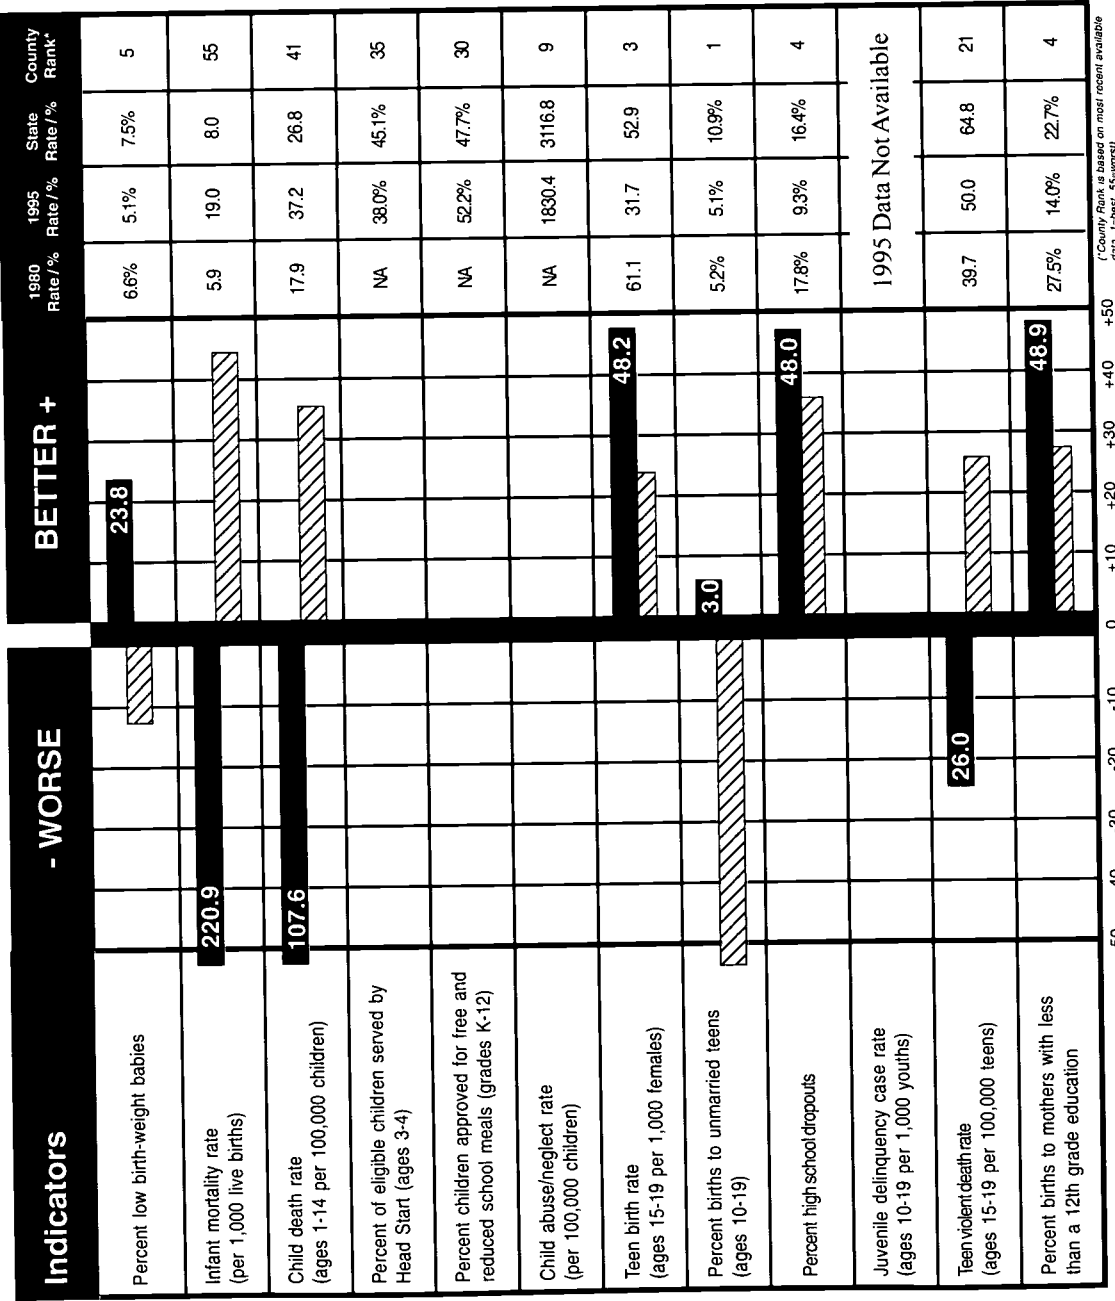 Indicators
- WORSE
BETTER +
1980
Rate / %
1995
Rate / %
State
Rate / %
County
Rank*
Percent low birth-weight babies
23.8
6.6%
5.1%
7.5%
5
Infant mortality rate
(per 1,000 live births)
220.9
5.9
19.0
8.0
55
Child death rate
(ages 1-14 per 100,000 children)
107.6
17.9
37.2
26.8
41
Percent of eligible children served by
Head Start (ages 3-4)
NA
38.0%
45.1%
35
Percent children approved for free and
reduced school meals (grades K-12)
NA
52.2%
47.7%
30
Child abuse/neglect rate
(per 100,000 children)
NA
1830.4
3116.8
9
Teen birth rate
(ages 15-19 per 1,000 females)
48.2
61.1
31.7
52.9
3
Percent births to unmarried teens
(ages 10-19)
3.0
5.2%
5.1%
10.9%
1
Percent high school dropouts
48.0
17.8%
9.3%
16.4%
4
Juvenile delinquency case rate
(ages 10-19 per 1,000 youths)
1995 Data Not Available
Teen violent death rate
(ages 15-19 per 100,000 teens)
26.0
39.7
50.0
64.8
21
Percent births to mothers with less
than a 12th grade education
48.9
27.5%
14.0%
22.7%
4
0
+10
+20
+30
+40
+50
(*County Rank is based on most recent available